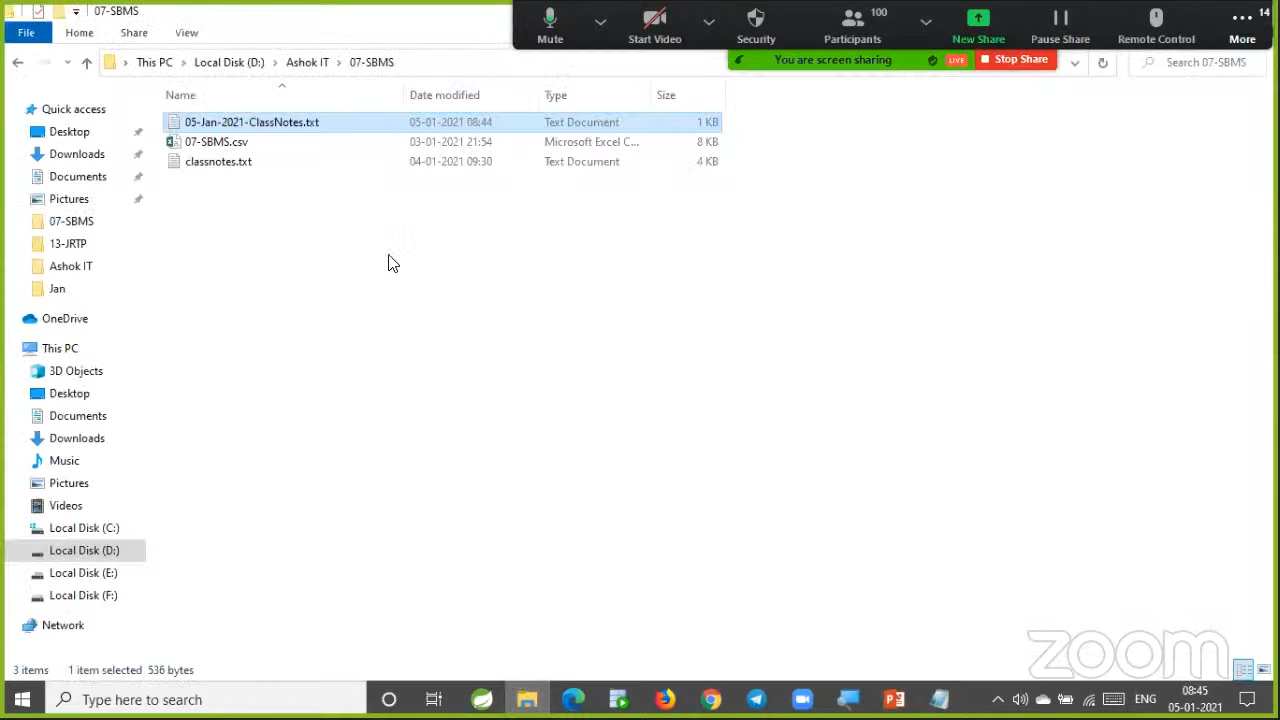 07-SBMS
File Home Share View
This PC Local Disk (D:) Ashok IT 07-SBMS
Search 07-SBMS
Mute Start Video Security Participants 100 New Share Pause Share Remote Control More 14
You are screen sharing LIVE Stop Share
Name Date modified Type Size
05-Jan-2021-ClassNotes.txt 05-01-2021 08:44 Text Document 1 KB
07-SBMS.csv 03-01-2021 21:54 Microsoft Excel C... 8 KB
classnotes.txt 04-01-2021 09:30 Text Document 4 KB
Quick access
Desktop
Downloads
Documents
Pictures
07-SBMS
13-JRTP
Ashok IT
Jan
OneDrive
This PC
3D Objects
Desktop
Documents
Downloads
Music
Pictures
Videos
Local Disk (C:)
Local Disk (D:)
Local Disk (E:)
Local Disk (F:)
Network
3 items 1 item selected 536 bytes
zoom
Type here to search
ENG
08:45
05-01-2021